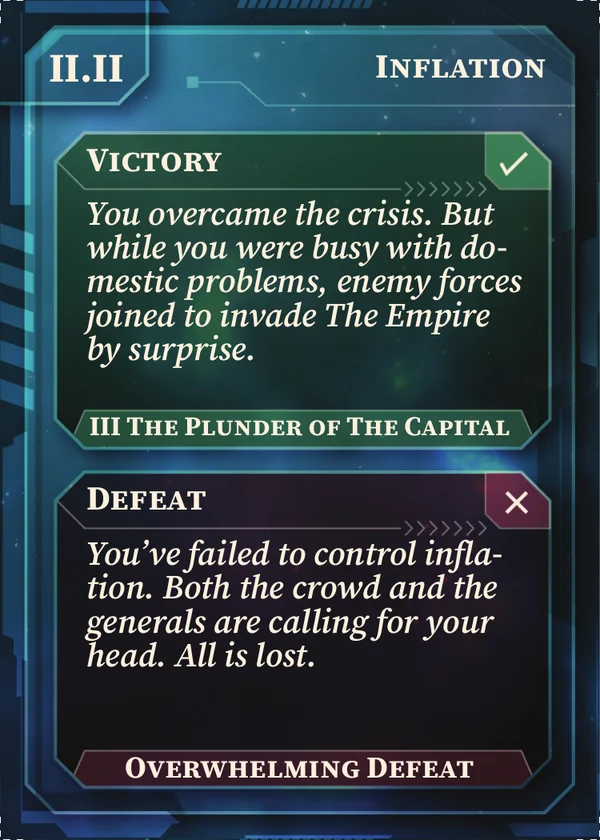 II.II
Inflation
Victory
You overcame the crisis. But
while you were busy with do-
mestic problems, enemy forces
joined to invade The Empire
by surprise.
III The Plunder of The Capital
Defeat
You’ve failed to control infla-
tion. Both the crowd and the
generals are calling for your
head. All is lost.
Overwhelming Defeat